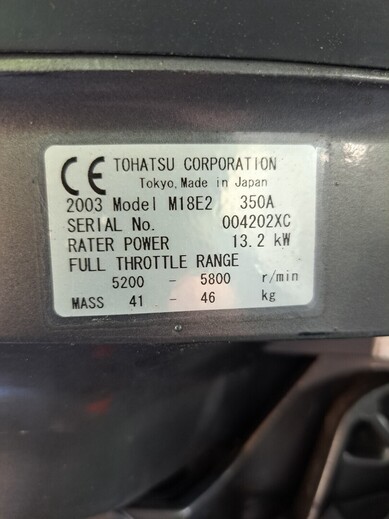 CE TOHATSU CORPORATION
Tokyo, Made in Japan
2003 Model M18E2 350A
SERIAL No. 004202XC
RATER POWER 13.2 kW
FULL THROTTLE RANGE
5200 - 5800 r/min
MASS 41 - 46 kg